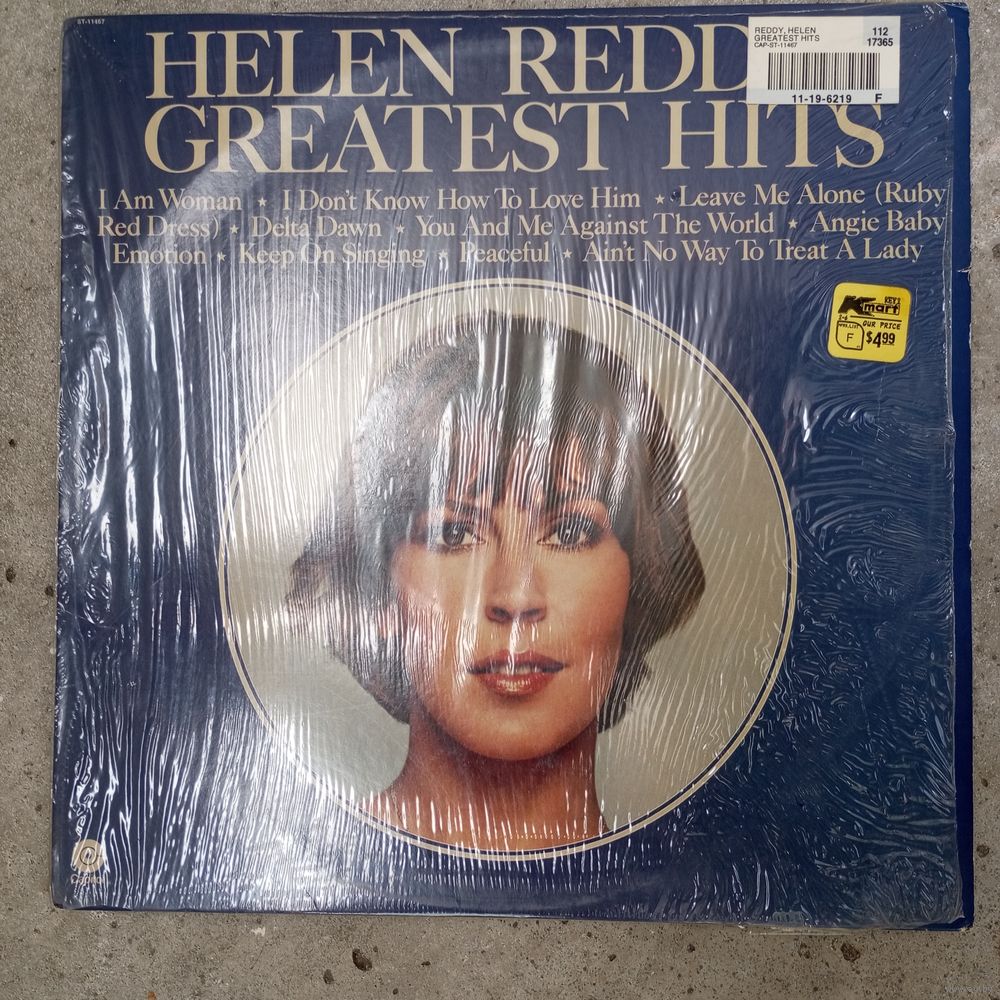 ST-11467
HELEN REDD
GREATEST HITS
REDDY, HELEN
GREATEST HITS
CAP-ST-11467
112
17365
11-19-6219 F
I Am Woman ★ I Don't Know How To Love Him ★ Leave Me Alone (Ruby
Red Dress) ★ Delta Dawn ★ You And Me Against The World ★ Angie Baby
Emotion ★ Keep On Singing ★ Peaceful ★ Ain't No Way To Treat A Lady
Kmart
OUR PRICE
F
$4.99
Capitol